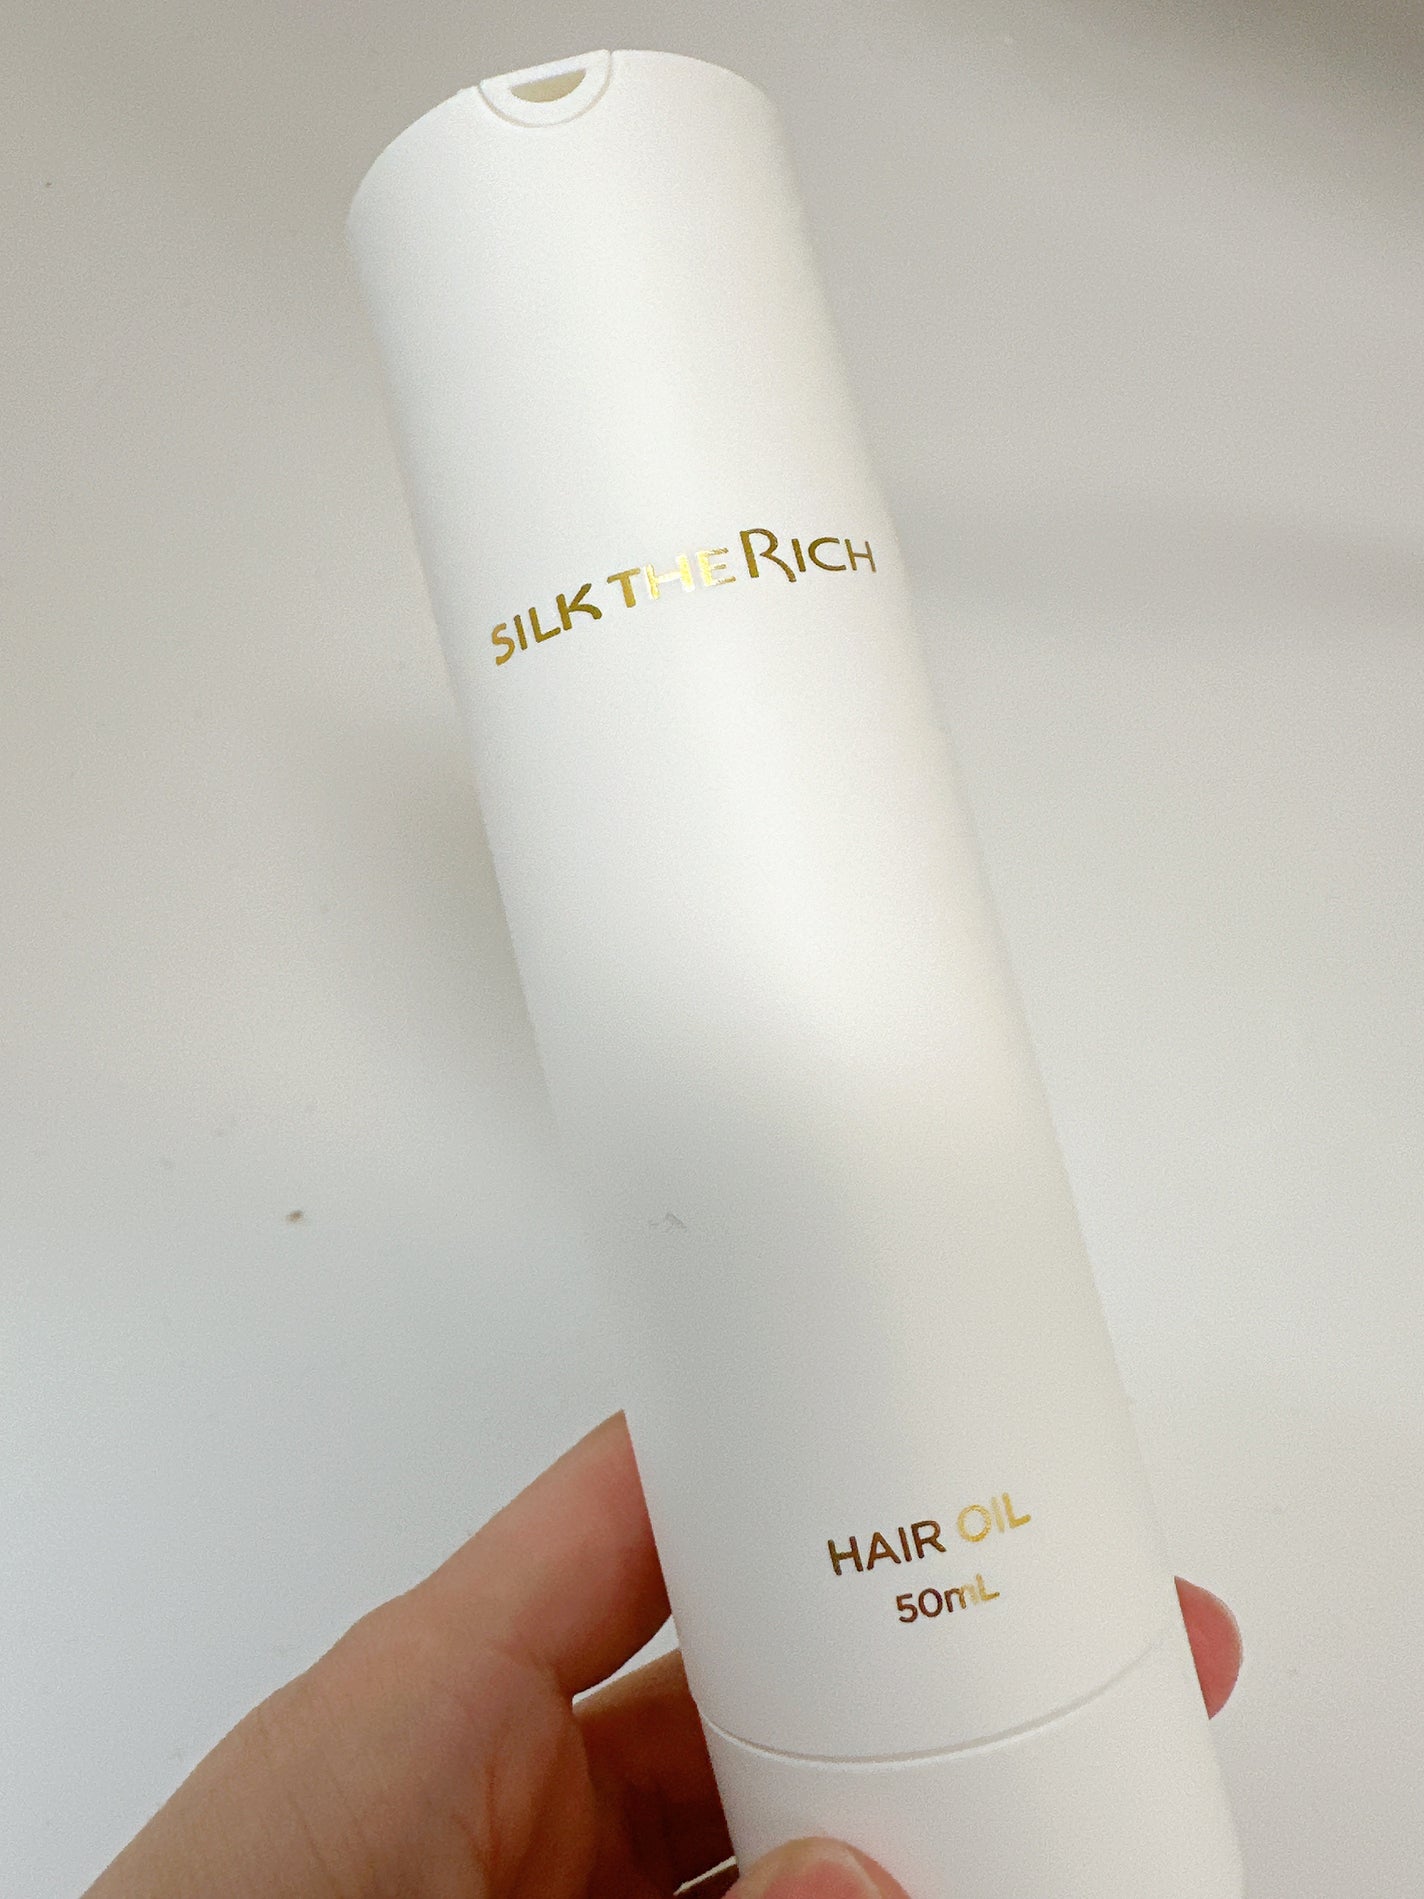 SILK THE RICH
HAIR OIL
50mL